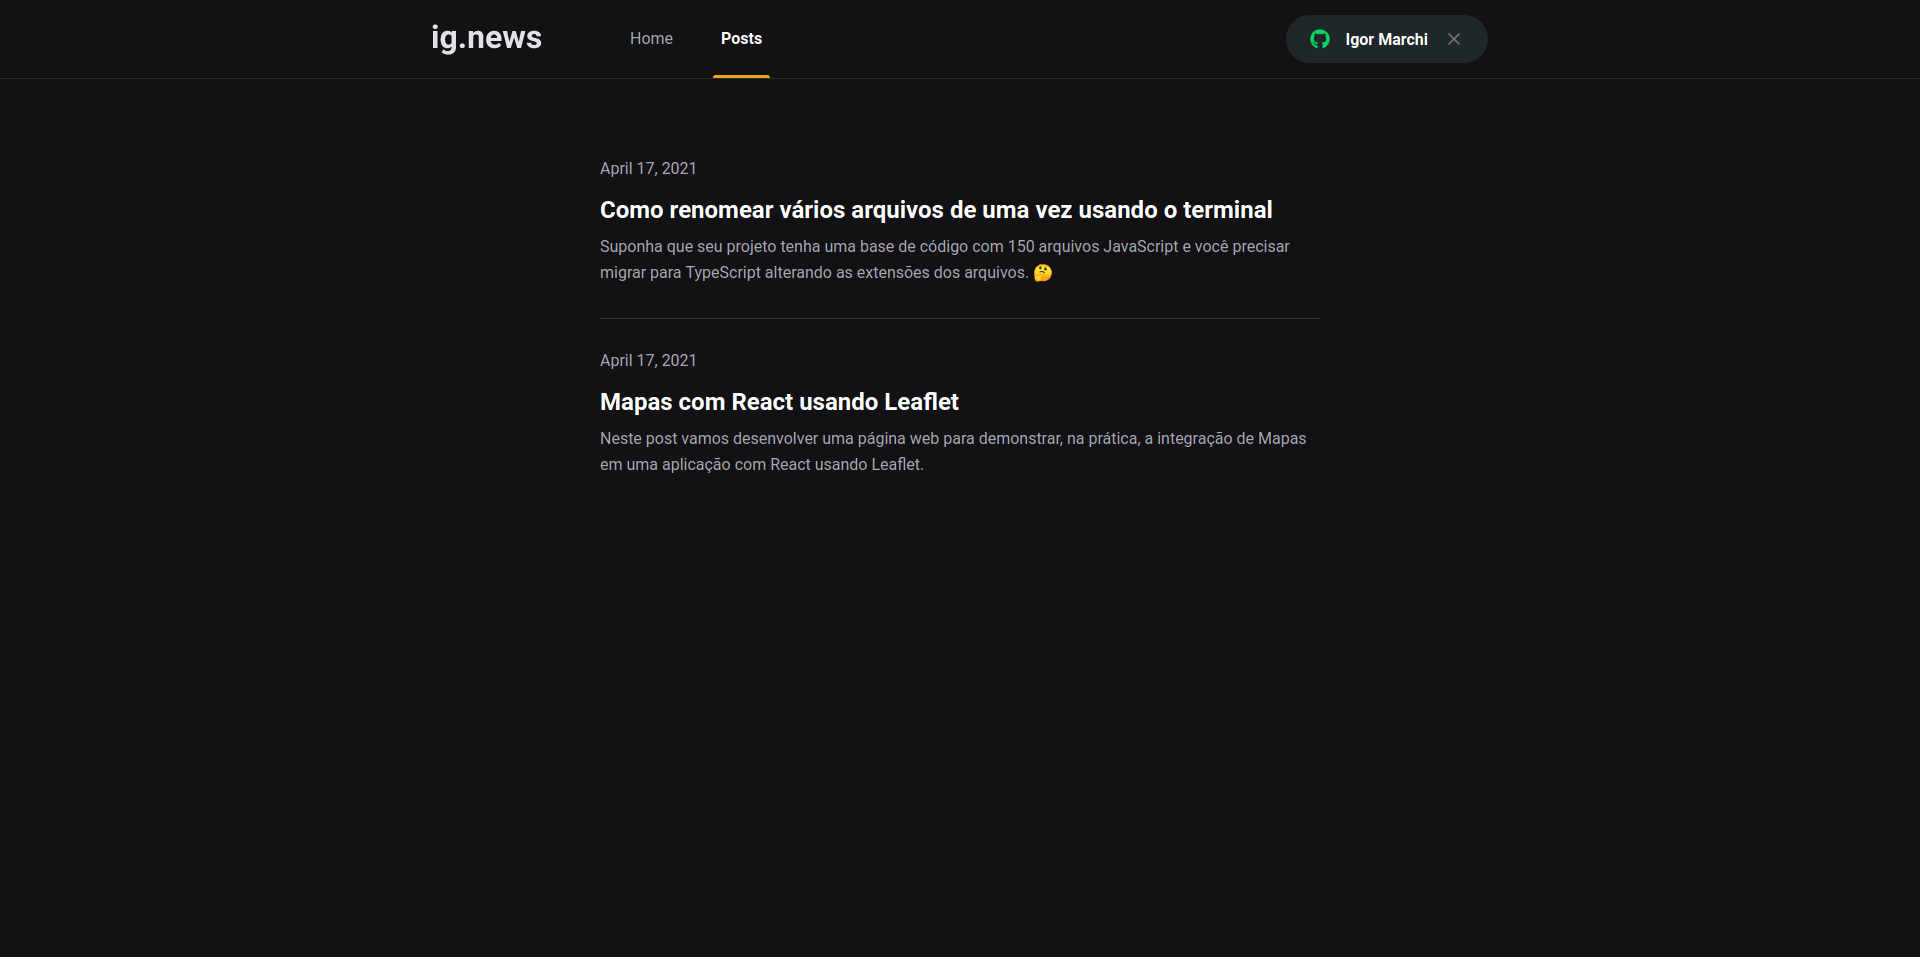 ig.news
Home
Posts
Igor Marchi
April 17, 2021
Como renomear vários arquivos de uma vez usando o terminal
Suponha que seu projeto tenha uma base de código com 150 arquivos JavaScript e você precisar
migrar para TypeScript alterando as extensões dos arquivos. 🤔
April 17, 2021
Mapas com React usando Leaflet
Neste post vamos desenvolver uma página web para demonstrar, na prática, a integração de Mapas
em uma aplicação com React usando Leaflet.